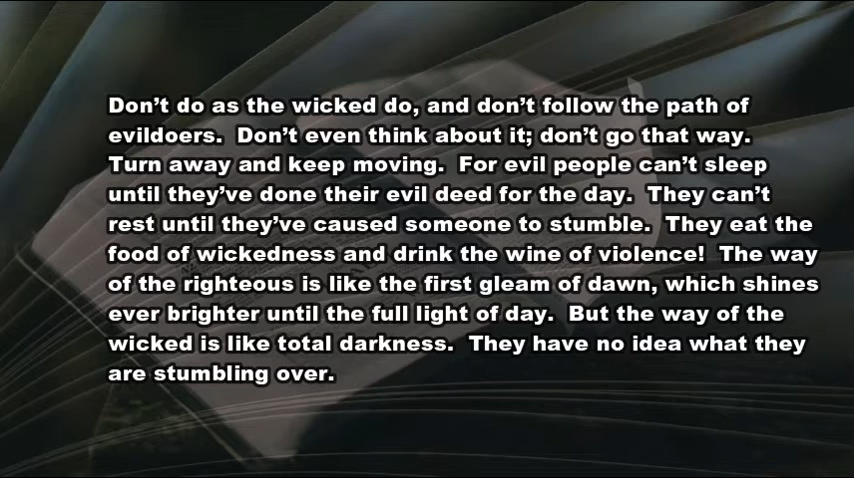 Don't do as the wicked do, and don't follow the path of
evildoers.  Don't even think about it; don't go that way.
Turn away and keep moving.  For evil people can't sleep
until they've done their evil deed for the day.  They can't
rest until they've caused someone to stumble.  They eat the
food of wickedness and drink the wine of violence!  The way
of the righteous is like the first gleam of dawn, which shines
ever brighter until the full light of day.  But the way of the
wicked is like total darkness.  They have no idea what they
are stumbling over.